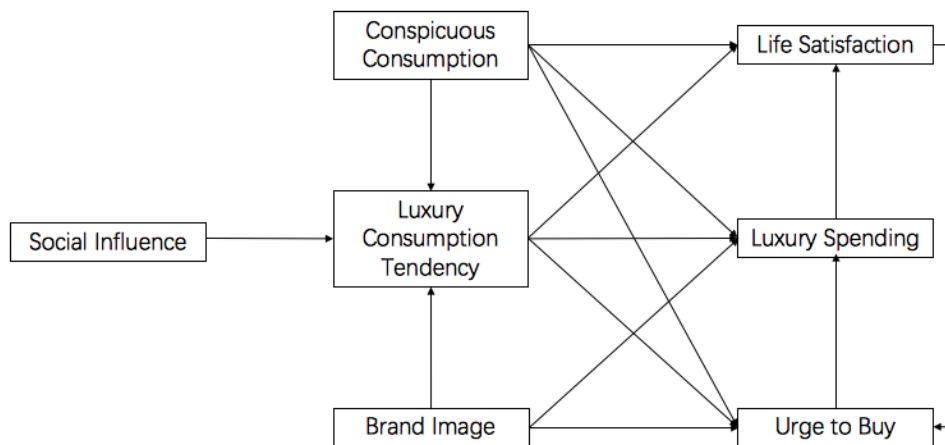 Conspicuous
Consumption
Life Satisfaction
Social Influence
Luxury
Consumption
Tendency
Luxury Spending
Brand Image
Urge to Buy